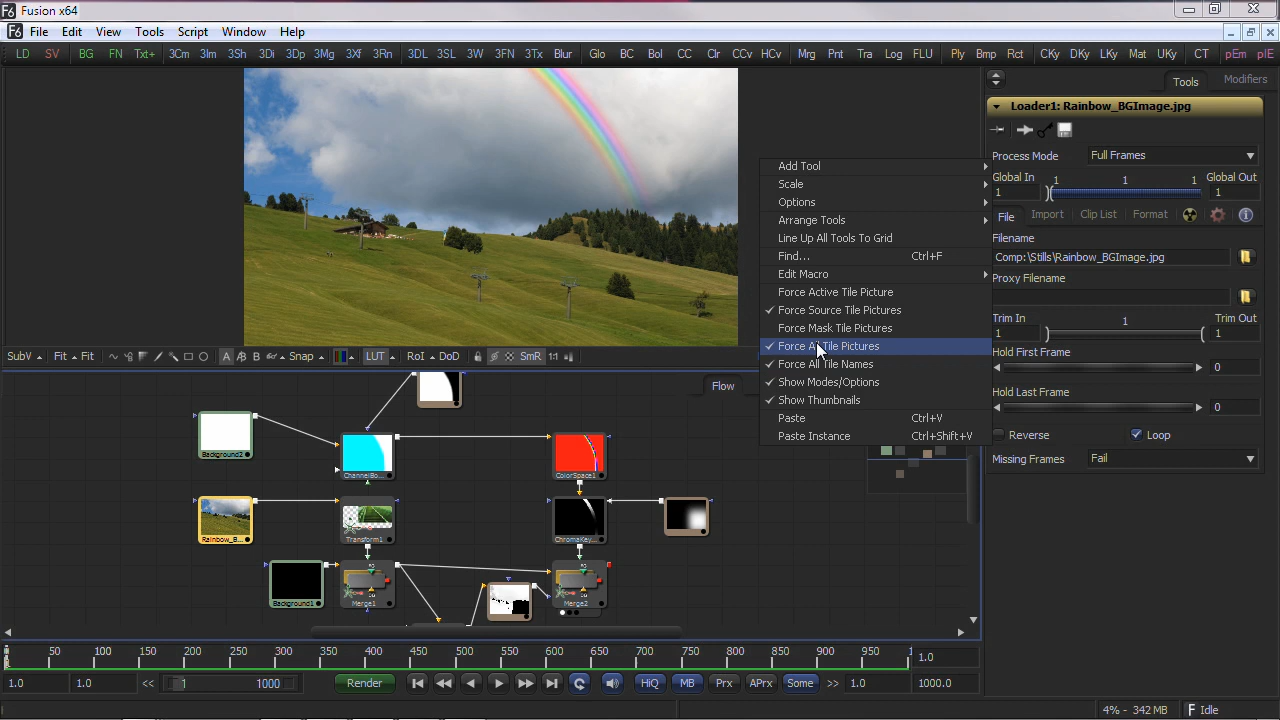 Fusion x64
File Edit View Tools Script Window Help
LD SV BG FN Txt+ 3Cm 3Im 3Sh 3Di 3Dp 3Mg 3Xf 3Rn 3DL 3SL 3W 3FN 3Tx Blur Glo BC Bol CC Clr CCv HCv Mrg Pnt Tra Log FLU Ply Bmp Rct CKy DKy LKy Mat UKy CT pEm pIE
Tools Modifiers
Loader1: Rainbow_BGImage.jpg
Process Mode Full Frames
Global In 1 1 1 Global Out
1 1
File Import Clip List Format
Filename
Comp:\Stills\Rainbow_BGImage.jpg
Proxy Filename
Trim In 1 Trim Out
1 1
Hold First Frame
0
Hold Last Frame
0
Reverse Loop
Missing Frames Fail
Add Tool
Scale
Options
Arrange Tools
Line Up All Tools To Grid
Find... Ctrl+F
Edit Macro
Force Active Tile Picture
Force Source Tile Pictures
Force Mask Tile Pictures
Force All Tile Pictures
Force All Tile Names
Show Modes/Options
Show Thumbnails
Paste Ctrl+V
Paste Instance Ctrl+Shift+V
SubV Fit Fit A B Snap LUT RoI DoD SmR 1:1
Flow
Background2
ChannelBo...
ColorSpace1
Rainbow_B...
Transform1
ChromaKey...
Background1
Merge1
Merge2
50 100 150 200 250 300 350 400 450 500 550 600 650 700 750 800 850 900 950 1.0
1.0 1.0 << 1 1000 Render HiQ MB Prx APrx Some >> 1.0 1000.0
4% - 342 MB Idle